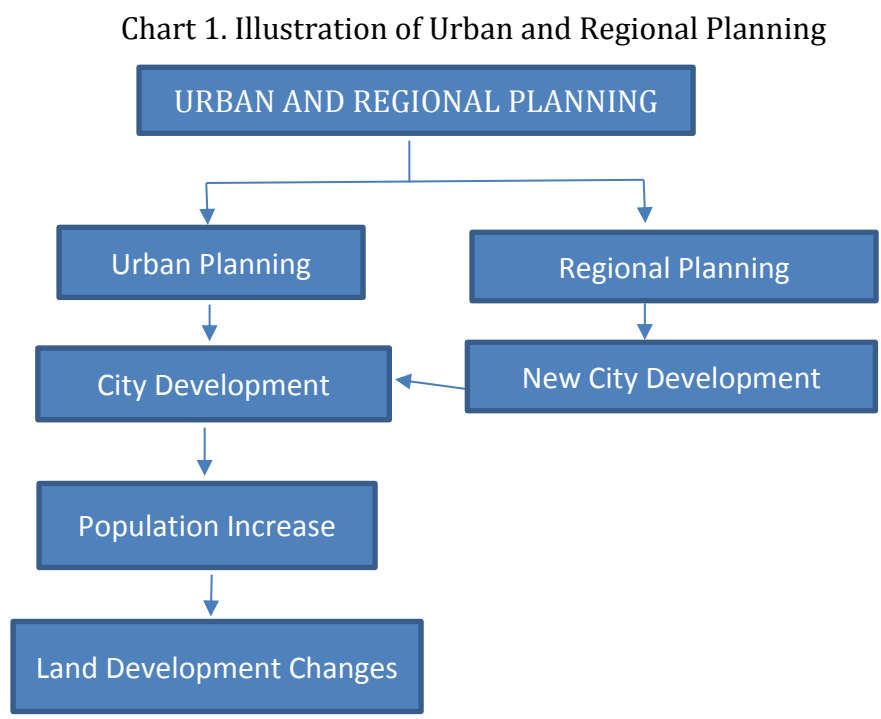 Chart 1. Illustration of Urban and Regional Planning
URBAN AND REGIONAL PLANNING
Urban Planning
Regional Planning
City Development
New City Development
Population Increase
Land Development Changes